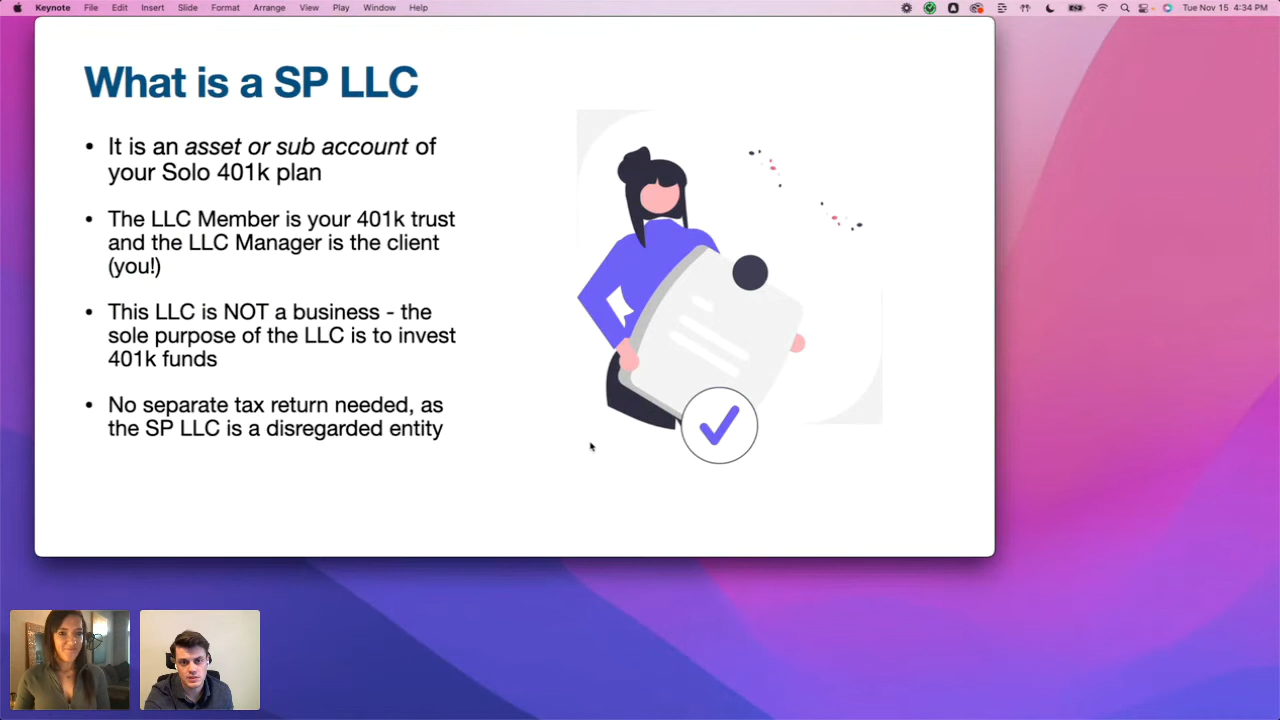 Keynote File Edit Insert Slide Format Arrange View Play Window Help Tue Nov 15 4:34 PM
What is a SP LLC
• It is an asset or sub account of
your Solo 401k plan
• The LLC Member is your 401k trust
and the LLC Manager is the client
(you!)
• This LLC is NOT a business - the
sole purpose of the LLC is to invest
401k funds
• No separate tax return needed, as
the SP LLC is a disregarded entity